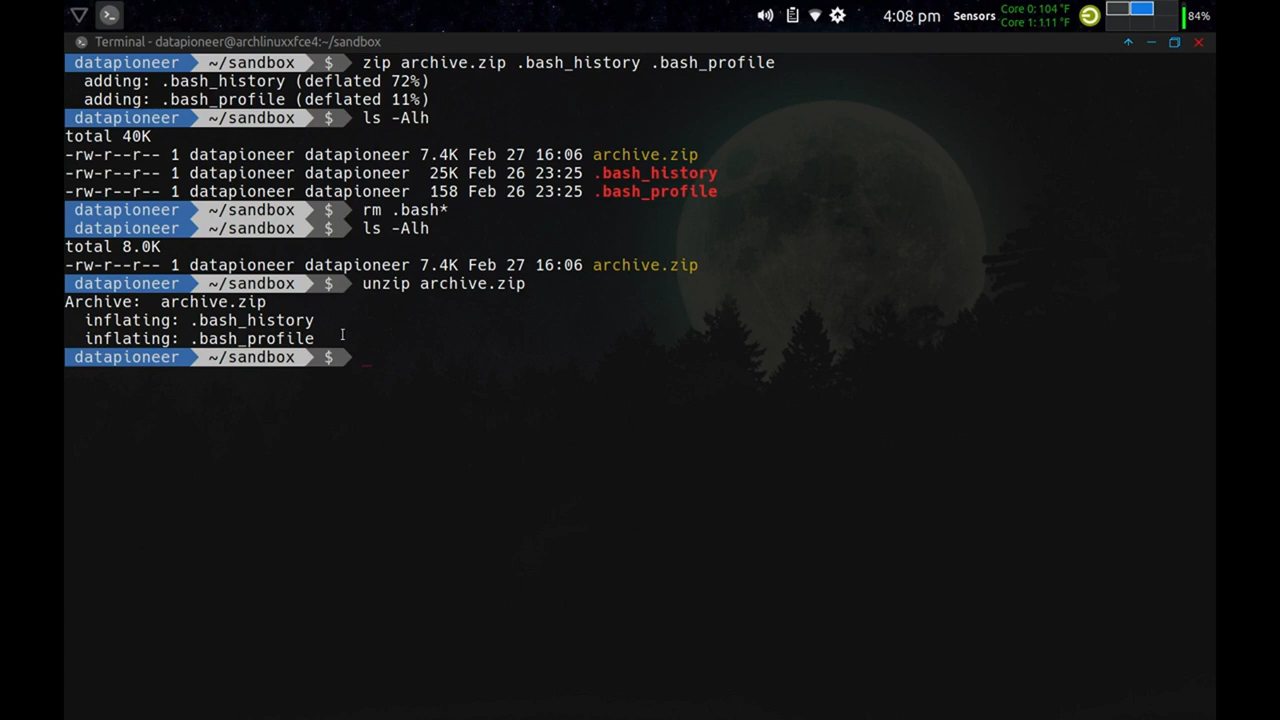 4:08 pm Sensors Core 0: 104 °F 84%
Core 1: 111 °F
Terminal - datapioneer@archlinuxxfce4:~/sandbox
datapioneer ~/sandbox $ zip archive.zip .bash_history .bash_profile
adding: .bash_history (deflated 72%)
adding: .bash_profile (deflated 11%)
datapioneer ~/sandbox $ ls -Alh
total 40K
-rw-r--r-- 1 datapioneer datapioneer 7.4K Feb 27 16:06 archive.zip
-rw-r--r-- 1 datapioneer datapioneer 25K Feb 26 23:25 .bash_history
-rw-r--r-- 1 datapioneer datapioneer 158 Feb 26 23:25 .bash_profile
datapioneer ~/sandbox $ rm .bash*
datapioneer ~/sandbox $ ls -Alh
total 8.0K
-rw-r--r-- 1 datapioneer datapioneer 7.4K Feb 27 16:06 archive.zip
datapioneer ~/sandbox $ unzip archive.zip
Archive: archive.zip
inflating: .bash_history
inflating: .bash_profile
datapioneer ~/sandbox $ _